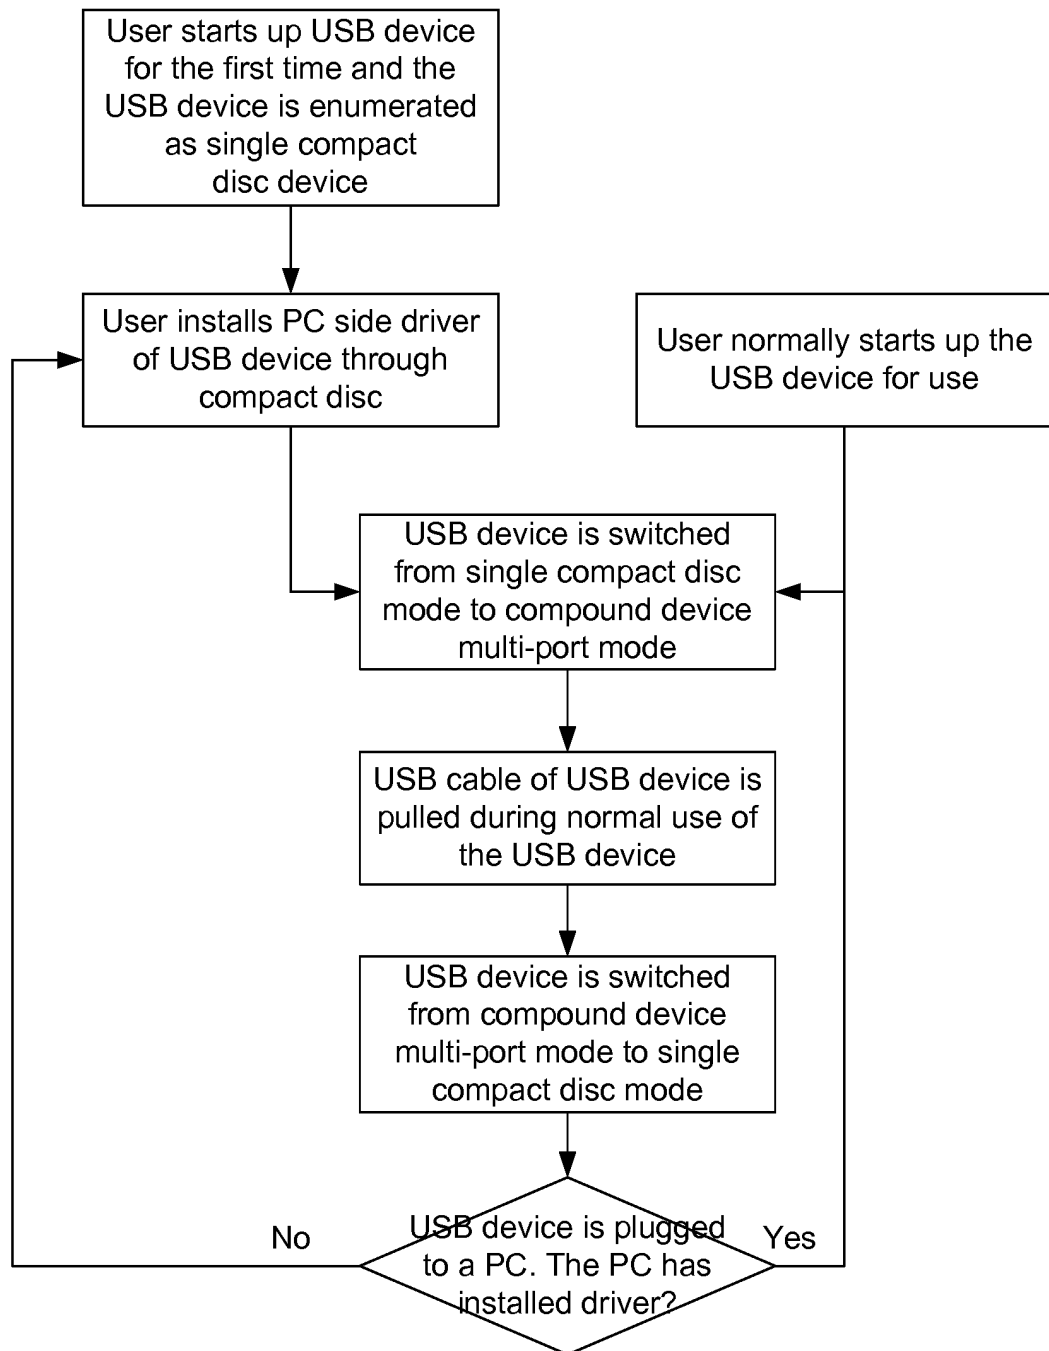 User starts up USB device
for the first time and the
USB device is enumerated
as single compact
disc device
User installs PC side driver
of USB device through
compact disc
User normally starts up the
USB device for use
USB device is switched
from single compact disc
mode to compound device
multi-port mode
USB cable of USB device is
pulled during normal use of
the USB device
USB device is switched
from compound device
multi-port mode to single
compact disc mode
No
USB device is plugged
to a PC. The PC has
installed driver?
Yes